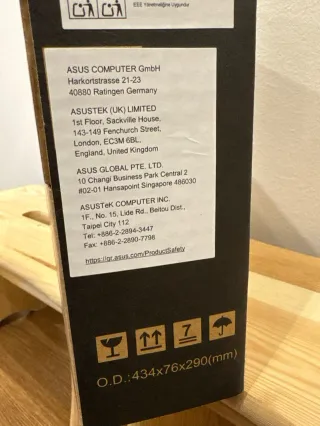 EEE Yönetmeliğine Uygundur
ASUS COMPUTER GmbH
Harkortstrasse 21-23
40880 Ratingen Germany
ASUSTEK (UK) LIMITED
1st Floor, Sackville House,
143-149 Fenchurch Street,
London, EC3M 6BL,
England, United Kingdom
ASUS GLOBAL PTE. LTD.
10 Changi Business Park Central 2
#02-01 Hansapoint Singapore 486030
ASUSTeK COMPUTER INC.
1F., No. 15, Lide Rd., Beitou Dist.,
Taipei City 112
Tel: +886-2-2894-3447
Fax: +886-2-2890-7798
https://qr.asus.com/ProductSafety
7
O.D.:434x76x290(mm)